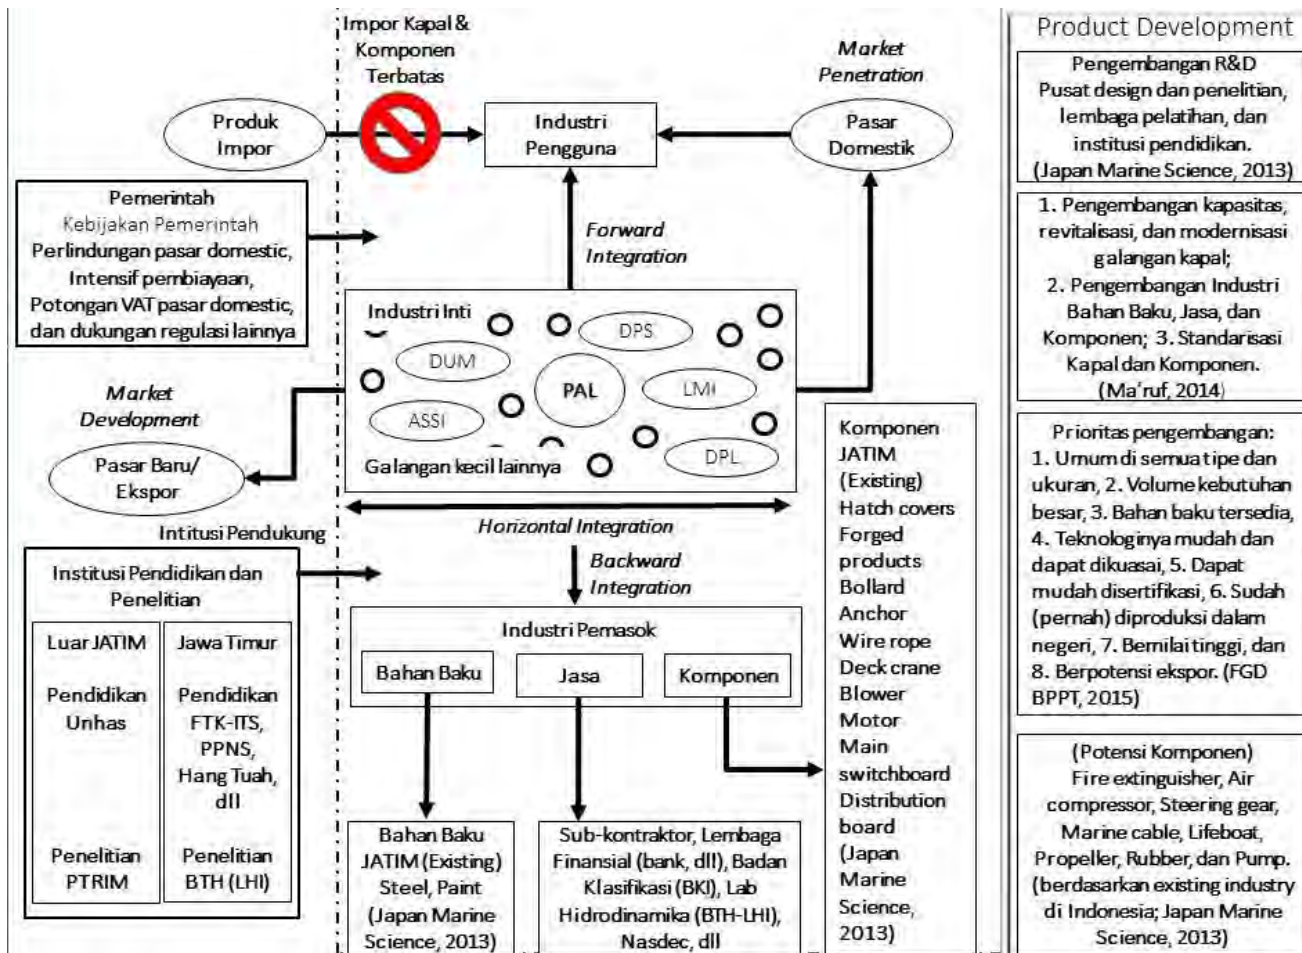 Impor Kapal &
Komponen
Terbatas
Market
Penetration
Produk
Impor
Industri
Pengguna
Pasar
Domestik
Pemerintah
Kebijakan Pemerintah
Perlindungan pasar domestic,
Intensif pembiayaan,
Potongan VAT pasar domestic,
dan dukungan regulasi lainnya
Forward
Integration
Industri Inti
DPS
DUM
PAL
LMI
ASSI
DPL
Galangan kecil lainnya
Market
Development
Pasar Baru/
Ekspor
Horizontal Integration
Backward
Integration
Intitusi Pendukung
Institusi Pendidikan dan
Penelitian
Luar JATIM
Pendidikan
Unhas
Penelitian
PTRIM
Jawa Timur
Pendidikan
FTK-ITS,
PPNS,
Hang Tuah,
dll
Penelitian
BTH (LHI)
Industri Pemasok
Bahan Baku
Jasa
Komponen
Bahan Baku
JATIM (Existing)
Steel, Paint
(Japan Marine
Science, 2013)
Sub-kontraktor, Lembaga
Finansial (bank, dll), Badan
Klasifikasi (BKI), Lab
Hidrodinamika (BTH-LHI),
Nasdec, dll
Komponen
JATIM
(Existing)
Hatch covers
Forged
products
Bollard
Anchor
Wire rope
Deck crane
Blower
Motor
Main
switchboard
Distribution
board
(Japan
Marine
Science,
2013)
Product Development
Pengembangan R&D
Pusat design dan penelitian,
lembaga pelatihan, dan
institusi pendidikan.
(Japan Marine Science, 2013)
1. Pengembangan kapasitas,
revitalisasi, dan modernisasi
galangan kapal;
2. Pengembangan Industri
Bahan Baku, Jasa, dan
Komponen; 3. Standarisasi
Kapal dan Komponen.
(Ma'ruf, 2014)
Prioritas pengembangan:
1. Umum di semua tipe dan
ukuran, 2. Volume kebutuhan
besar, 3. Bahan baku tersedia,
4. Teknologinya mudah dan
dapat dikuasai, 5. Dapat
mudah disertifikasi, 6. Sudah
(pernah) diproduksi dalam
negeri, 7. Bernilai tinggi, dan
8. Berpotensi ekspor. (FGD
BPPT, 2015)
(Potensi Komponen)
Fire extinguisher, Air
compressor, Steering gear,
Marine cable, Lifeboat,
Propeller, Rubber, dan Pump.
(berdasarkan existing industry
di Indonesia; Japan Marine
Science, 2013)